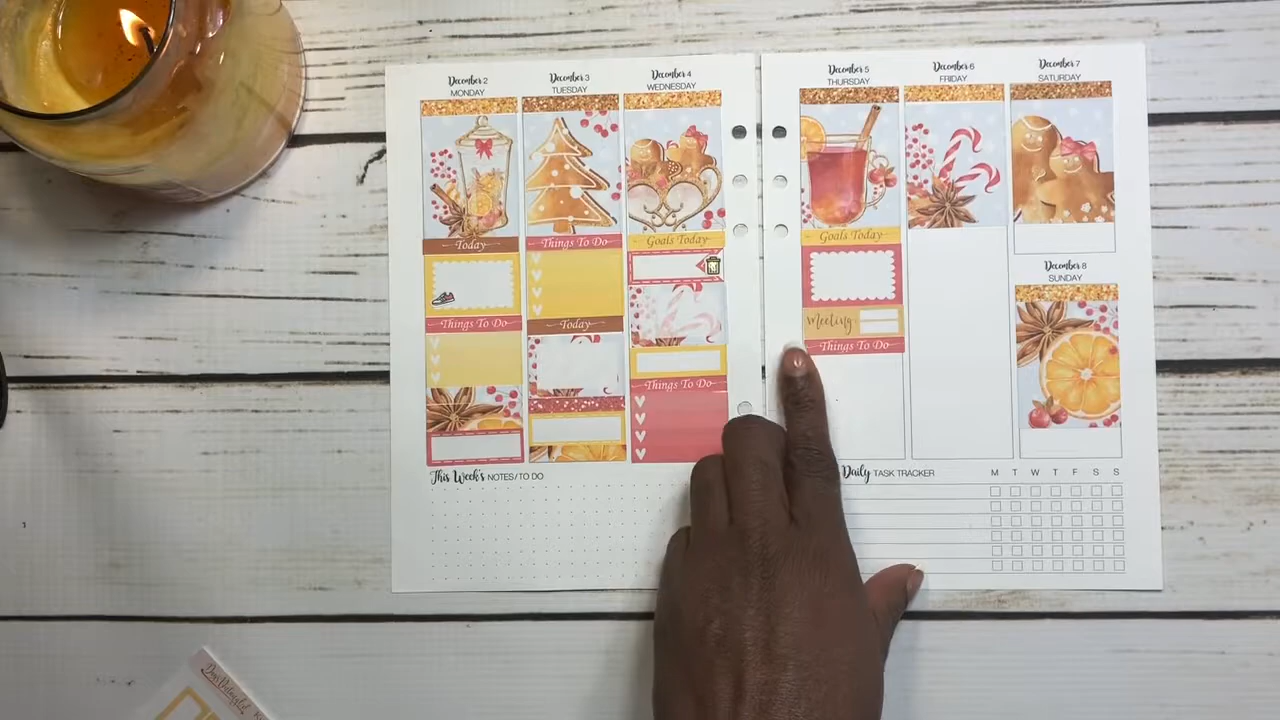 December 2
MONDAY
December 3
TUESDAY
December 4
WEDNESDAY
December 5
THURSDAY
December 6
FRIDAY
December 7
SATURDAY
Today
Things To Do
Goals Today
Goals Today
December 8
SUNDAY
Things To Do
Today
Meeting
Things To Do
Things To Do
This Week's NOTES/TO DO
Daily TASK TRACKER
M T W T F S S